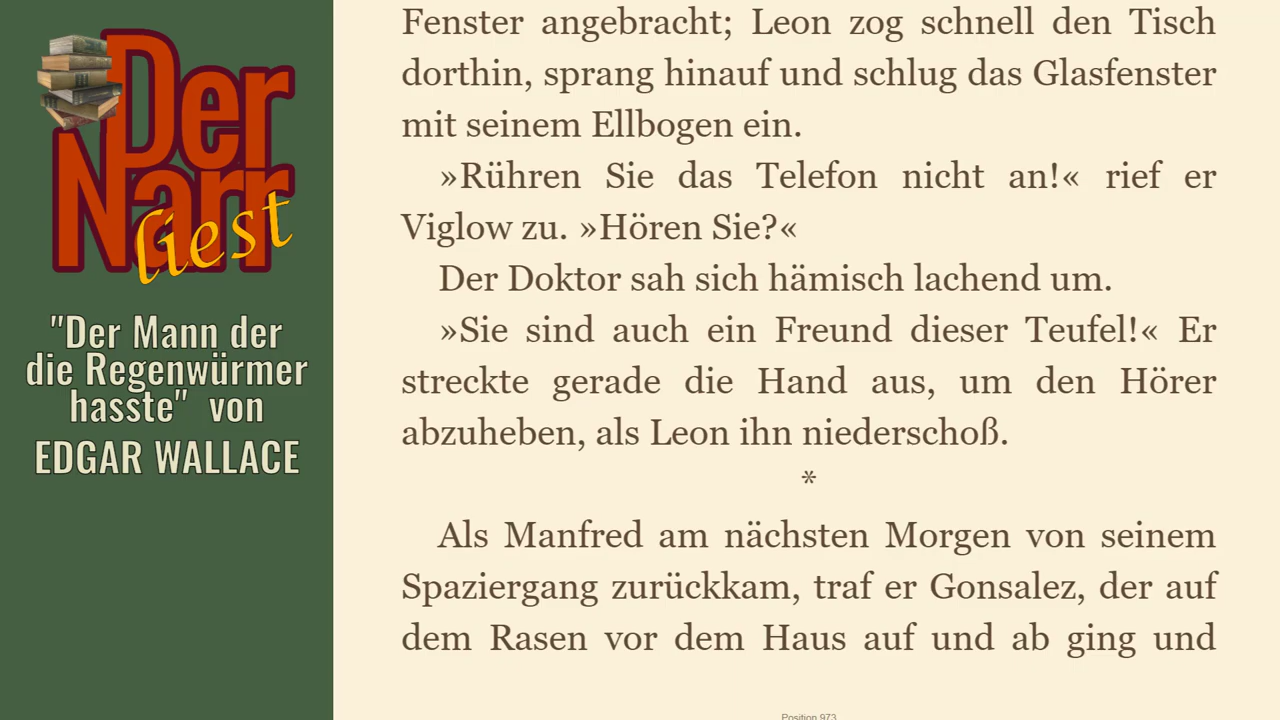 Der
Narr
liest
"Der Mann der
die Regenwürmer
hasste" von
EDGAR WALLACE
Fenster angebracht; Leon zog schnell den Tisch
dorthin, sprang hinauf und schlug das Glasfenster
mit seinem Ellbogen ein.
»Rühren Sie das Telefon nicht an!« rief er
Viglow zu. »Hören Sie?«
Der Doktor sah sich hämisch lachend um.
»Sie sind auch ein Freund dieser Teufel!« Er
streckte gerade die Hand aus, um den Hörer
abzuheben, als Leon ihn niederschoß.
*
Als Manfred am nächsten Morgen von seinem
Spaziergang zurückkam, traf er Gonsalez, der auf
dem Rasen vor dem Haus auf und ab ging und
Position 973